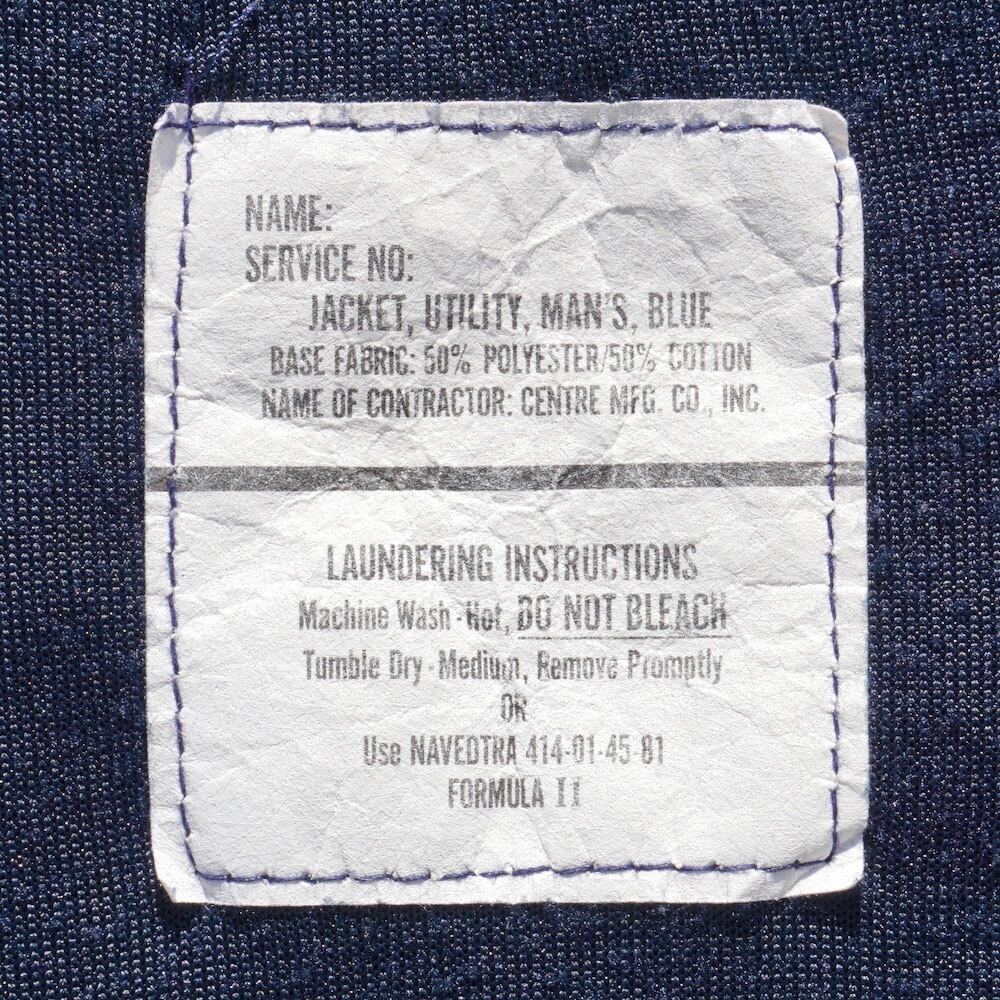 NAME:
SERVICE NO:
JACKET, UTILITY, MAN'S, BLUE
BASE FABRIC: 50% POLYESTER/50% COTTON
NAME OF CONTRACTOR: CENTRE MFG. CO., INC.
LAUNDERING INSTRUCTIONS
Machine Wash - Hot, DO NOT BLEACH
Tumble Dry - Medium, Remove Promptly
OR
Use NAVEDTRA 414-01-45-81
FORMULA II